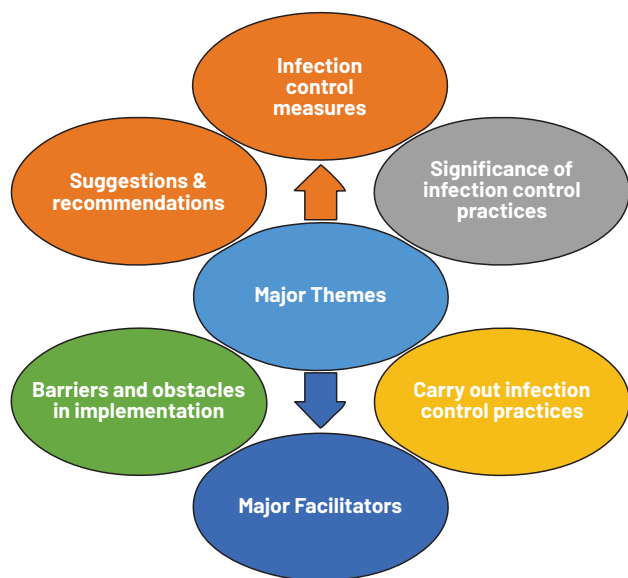 Infection
control
measures
Suggestions &
recommendations
Significance of
infection control
practices
Major Themes
Barriers and obstacles
in implementation
Carry out infection
control practices
Major Facilitators